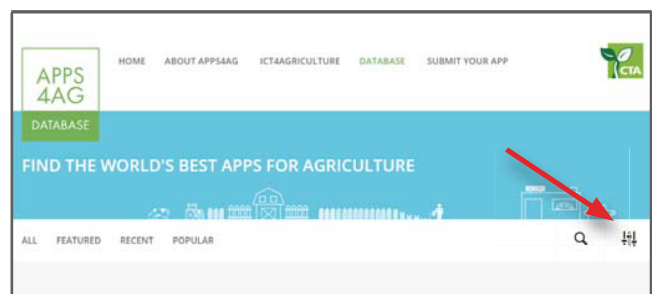 HOME ABOUT APPS4AG ICT4AGRICULTURE DATABASE SUBMIT YOUR APP
APPS
4AG
DATABASE
CTA
FIND THE WORLD'S BEST APPS FOR AGRICULTURE
ALL FEATURED RECENT POPULAR